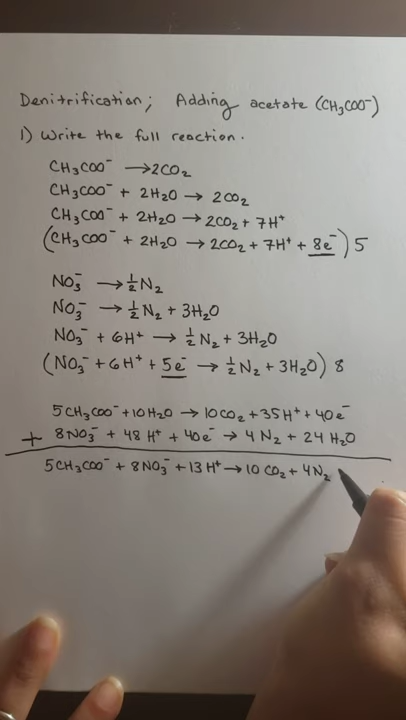 Denitrification; Adding acetate (CH₃COO⁻)
1) Write the full reaction.
CH₃COO⁻ → 2CO₂
CH₃COO⁻ + 2H₂O → 2CO₂
CH₃COO⁻ + 2H₂O → 2CO₂ + 7H⁺
(CH₃COO⁻ + 2H₂O → 2CO₂ + 7H⁺ + 8e⁻) 5
NO₃⁻ → ½N₂
NO₃⁻ → ½N₂ + 3H₂O
NO₃⁻ + 6H⁺ → ½N₂ + 3H₂O
(NO₃⁻ + 6H⁺ + 5e⁻ → ½N₂ + 3H₂O) 8
5CH₃COO⁻ + 10H₂O → 10CO₂ + 35H⁺ + 40e⁻
+ 8NO₃⁻ + 48H⁺ + 40e⁻ → 4N₂ + 24H₂O
5CH₃COO⁻ + 8NO₃⁻ + 13H⁺ → 10CO₂ + 4N₂